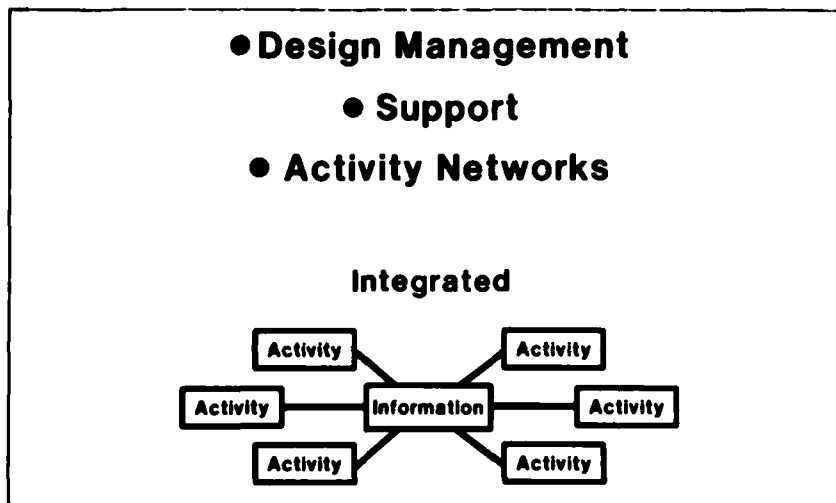 ● Design Management
● Support
● Activity Networks
Integrated
Activity Activity
Activity Information Activity
Activity Activity